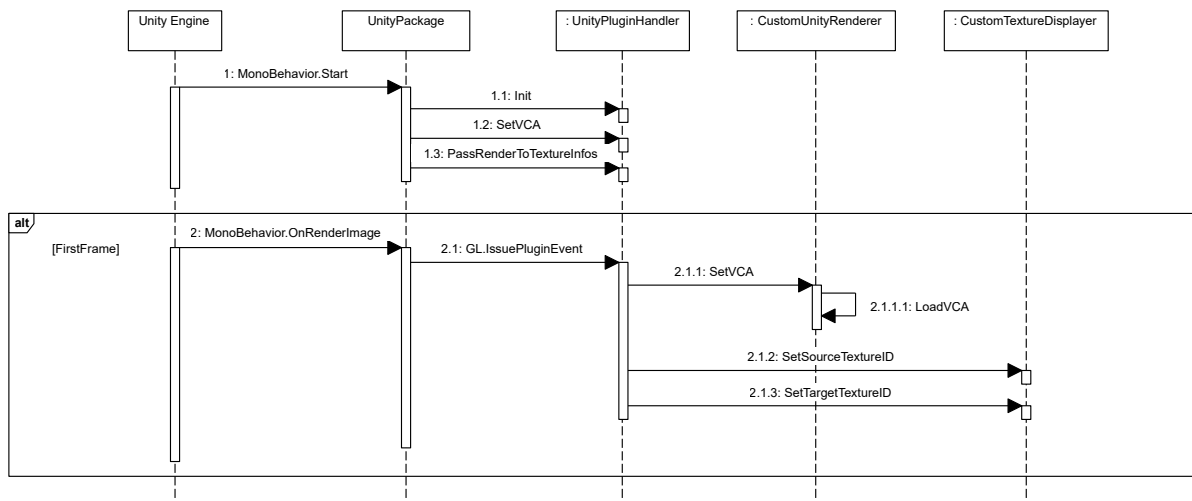 Unity Engine
UnityPackage
: UnityPluginHandler
: CustomUnityRenderer
: CustomTextureDisplayer
1: MonoBehavior.Start
1.1: Init
1.2: SetVCA
1.3: PassRenderToTextureInfos
alt
[FirstFrame]
2: MonoBehavior.OnRenderImage
2.1: GL.IssuePluginEvent
2.1.1: SetVCA
2.1.1.1: LoadVCA
2.1.2: SetSourceTextureID
2.1.3: SetTargetTextureID